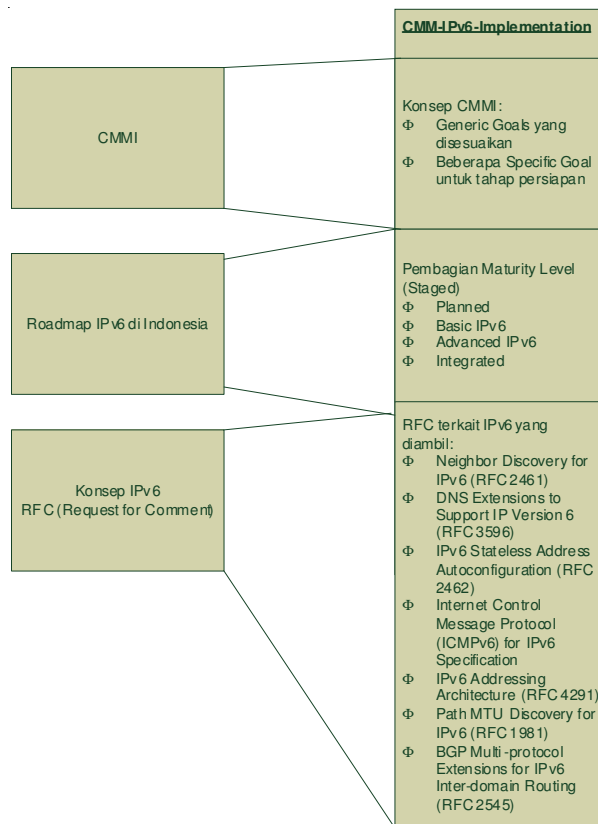 CMM-IPv6-Implementation
CMMI
Konsep CMMI:
Φ Generic Goals yang
disesuaikan
Φ Beberapa Specific Goal
untuk tahap persiapan
Roadmap IPv6 di Indonesia
Pembagian Maturity Level
(Staged)
Φ Planned
Φ Basic IPv6
Φ Advanced IPv6
Φ Integrated
Konsep IPv6
RFC (Request for Comment)
RFC terkait IPv6 yang
diambil:
Φ Neighbor Discovery for
IPv6 (RFC 2461)
Φ DNS Extensions to
Support IP Version 6
(RFC 3596)
Φ IPv6 Stateless Address
Autoconfiguration (RFC
2462)
Φ Internet Control
Message Protocol
(ICMPv6) for IPv6
Specification
Φ IPv6 Addressing
Architecture (RFC 4291)
Φ Path MTU Discovery for
IPv6 (RFC 1981)
Φ BGP Multi-protocol
Extensions for IPv6
Inter-domain Routing
(RFC 2545)